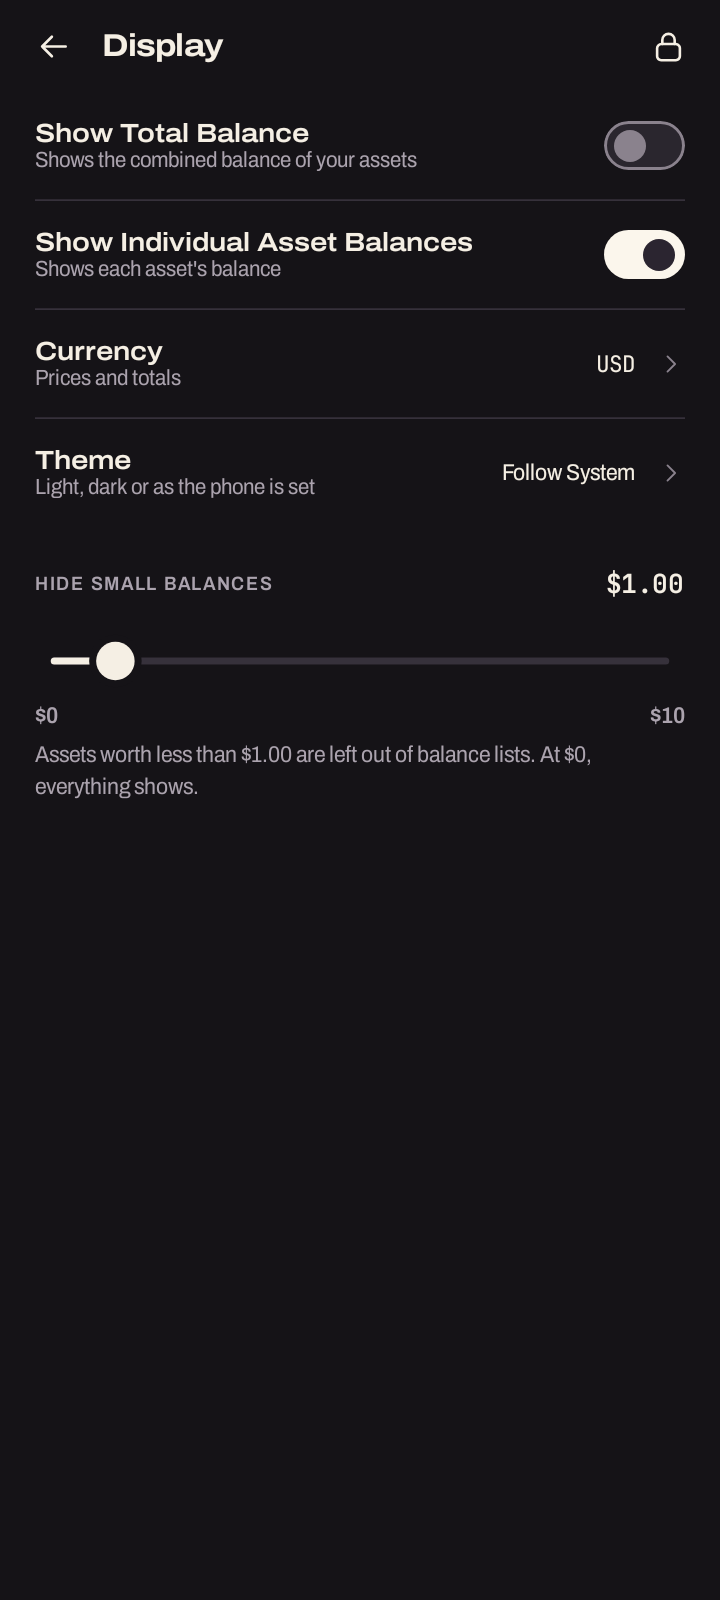 Display
Show Total Balance
Shows the combined balance of your assets
Show Individual Asset Balances
Shows each asset's balance
Currency
Prices and totals
USD
Theme
Light, dark or as the phone is set
Follow System
HIDE SMALL BALANCES
$1.00
$0
$10
Assets worth less than $1.00 are left out of balance lists. At $0,
everything shows.